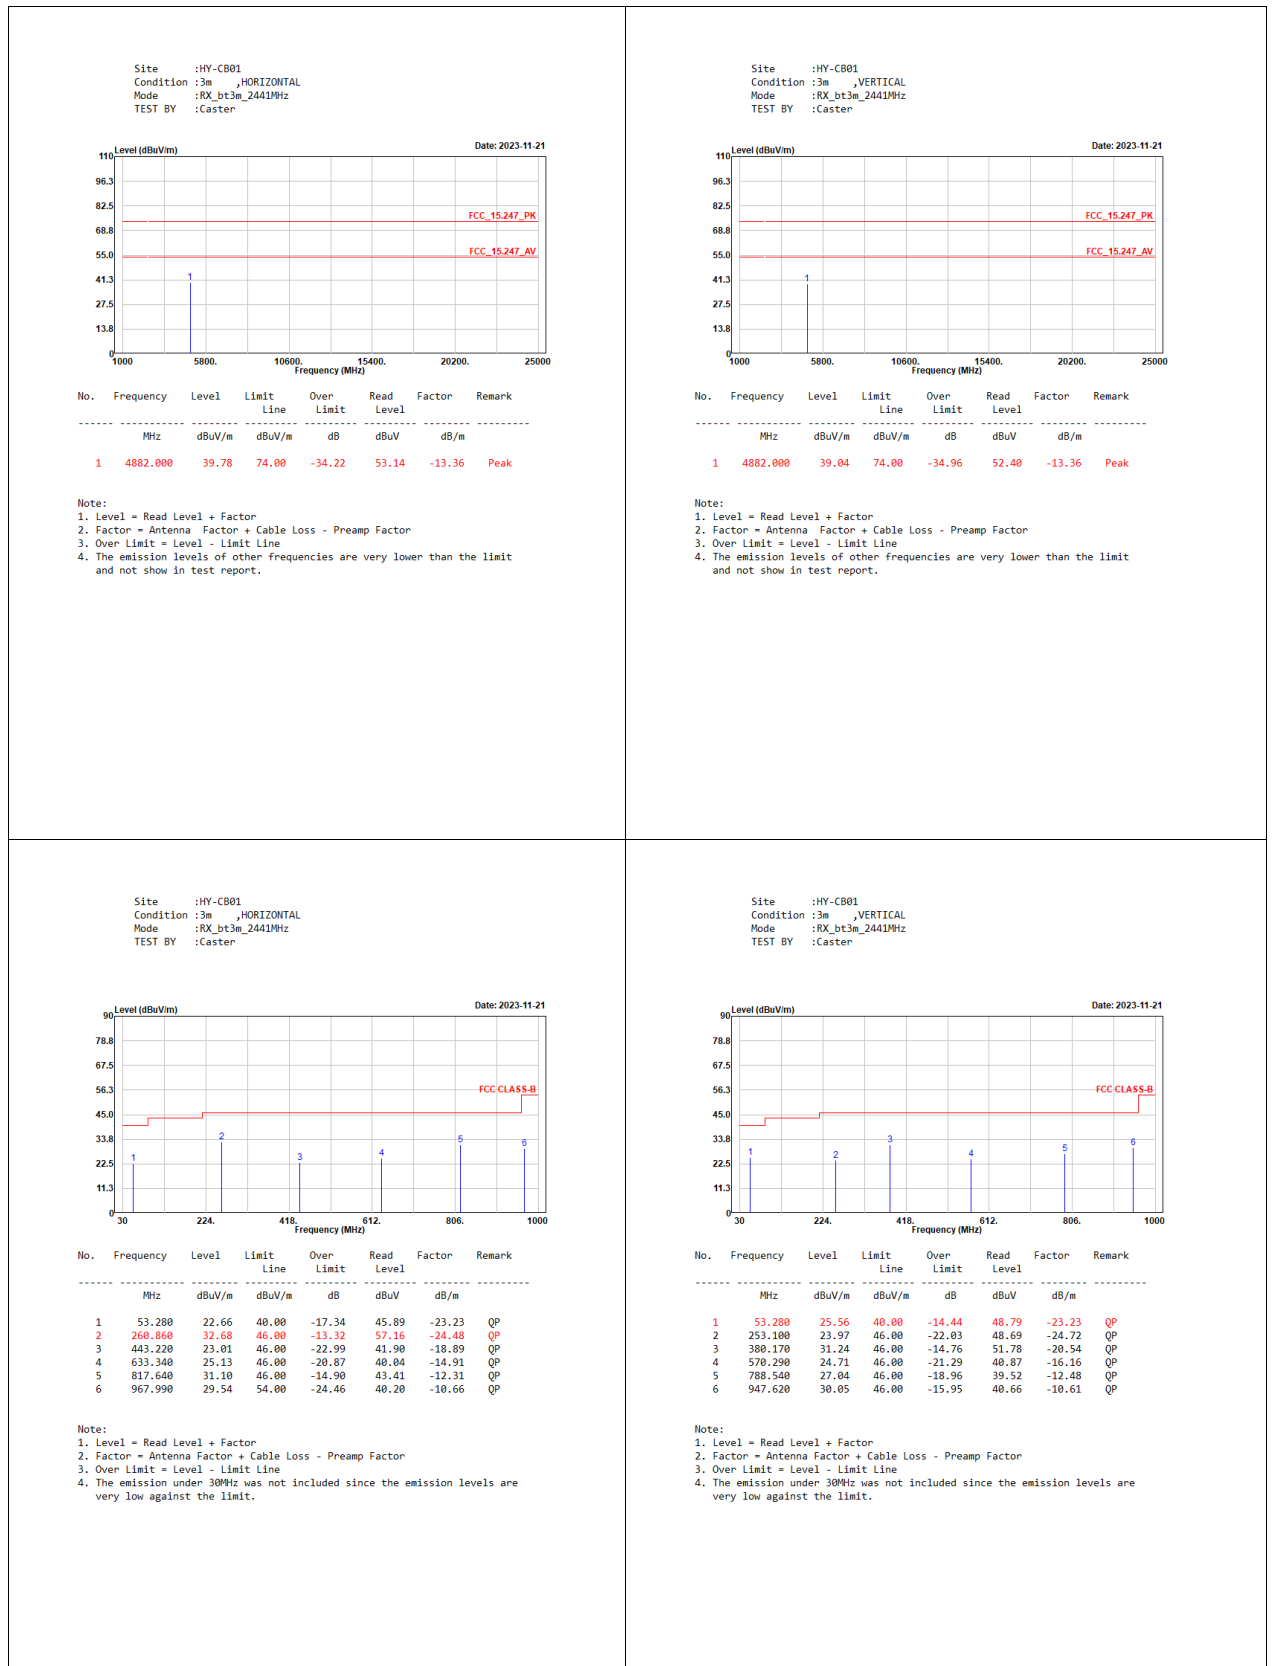 Site      :HY-CB01
Condition :3m    ,HORIZONTAL
Mode      :RX_bt3m_2441MHz
TEST BY   :Caster
Level (dBuV/m)
Date: 2023-11-21
110
96.3
82.5
FCC_15.247_PK
68.8
55.0
FCC_15.247_AV
41.3
1
27.5
13.8
0
1000 5800. 10600. 15400. 20200. 25000
Frequency (MHz)
No. Frequency Level Limit Over Read Factor Remark
Line Limit Level
------ ----------- -------- -------- --------- -------- -------- ---------
MHz dBuV/m dBuV/m dB dBuV dB/m
1 4882.000 39.78 74.00 -34.22 53.14 -13.36 Peak
Note:
1. Level = Read Level + Factor
2. Factor = Antenna  Factor + Cable Loss - Preamp Factor
3. Over Limit = Level - Limit Line
4. The emission levels of other frequencies are very lower than the limit
and not show in test report.
Site      :HY-CB01
Condition :3m    ,VERTICAL
Mode      :RX_bt3m_2441MHz
TEST BY   :Caster
Level (dBuV/m)
Date: 2023-11-21
110
96.3
82.5
FCC_15.247_PK
68.8
55.0
FCC_15.247_AV
41.3
1
27.5
13.8
0
1000 5800. 10600. 15400. 20200. 25000
Frequency (MHz)
No. Frequency Level Limit Over Read Factor Remark
Line Limit Level
------ ----------- -------- -------- --------- -------- -------- ---------
MHz dBuV/m dBuV/m dB dBuV dB/m
1 4882.000 39.04 74.00 -34.96 52.40 -13.36 Peak
Note:
1. Level = Read Level + Factor
2. Factor = Antenna  Factor + Cable Loss - Preamp Factor
3. Over Limit = Level - Limit Line
4. The emission levels of other frequencies are very lower than the limit
and not show in test report.
Site      :HY-CB01
Condition :3m    ,HORIZONTAL
Mode      :RX_bt3m_2441MHz
TEST BY   :Caster
Level (dBuV/m)
Date: 2023-11-21
90
78.8
67.5
56.3
FCC CLASS-B
45.0
33.8
1 2 3 4 5 6
22.5
11.3
0
30 224. 418. 612. 806. 1000
Frequency (MHz)
No. Frequency Level Limit Over Read Factor Remark
Line Limit Level
------ ----------- -------- -------- --------- -------- -------- ---------
MHz dBuV/m dBuV/m dB dBuV dB/m
1 53.280 22.66 40.00 -17.34 45.89 -23.23 QP
2 260.860 32.68 46.00 -13.32 57.16 -24.48 QP
3 443.220 23.01 46.00 -22.99 41.90 -18.89 QP
4 633.340 25.13 46.00 -20.87 40.04 -14.91 QP
5 817.640 31.10 46.00 -14.90 43.41 -12.31 QP
6 967.990 29.54 54.00 -24.46 40.20 -10.66 QP
Note:
1. Level = Read Level + Factor
2. Factor = Antenna Factor + Cable Loss - Preamp Factor
3. Over Limit = Level - Limit Line
4. The emission under 30MHz was not included since the emission levels are
very low against the limit.
Site      :HY-CB01
Condition :3m    ,VERTICAL
Mode      :RX_bt3m_2441MHz
TEST BY   :Caster
Level (dBuV/m)
Date: 2023-11-21
90
78.8
67.5
56.3
FCC CLASS-B
45.0
33.8
1 2 3 4 5 6
22.5
11.3
0
30 224. 418. 612. 806. 1000
Frequency (MHz)
No. Frequency Level Limit Over Read Factor Remark
Line Limit Level
------ ----------- -------- -------- --------- -------- -------- ---------
MHz dBuV/m dBuV/m dB dBuV dB/m
1 53.280 25.56 40.00 -14.44 48.79 -23.23 QP
2 253.100 23.97 46.00 -22.03 48.69 -24.72 QP
3 380.170 31.24 46.00 -14.76 51.78 -20.54 QP
4 570.290 24.71 46.00 -21.29 40.87 -16.16 QP
5 788.540 27.04 46.00 -18.96 39.52 -12.48 QP
6 947.620 30.05 46.00 -15.95 40.66 -10.61 QP
Note:
1. Level = Read Level + Factor
2. Factor = Antenna Factor + Cable Loss - Preamp Factor
3. Over Limit = Level - Limit Line
4. The emission under 30MHz was not included since the emission levels are
very low against the limit.